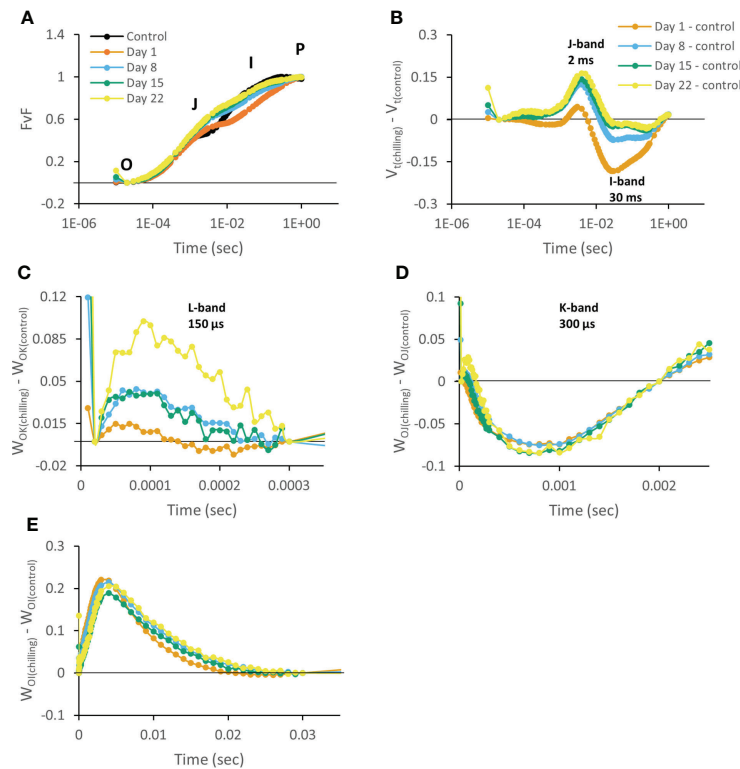 A
Control
Day 1
Day 8
Day 15
Day 22
FvF
1.4
1
0.6
0.2
-0.2
O
J
I
P
1E-06
1E-04
1E-02
1E+00
Time (sec)
B
Day 1 - control
Day 8 - control
Day 15 - control
Day 22 - control
J-band
2 ms
I-band
30 ms
Vt(chilling) - Vt(control)
0.3
0.15
0
-0.15
-0.3
1E-06
1E-04
1E-02
1E+00
Time (sec)
C
L-band
150 µs
WOK(chilling) - WOK(control)
0.12
0.085
0.05
0.015
-0.02
0
0.0001
0.0002
0.0003
Time (sec)
D
K-band
300 µs
WOJ(chilling) - WOJ(control)
0.1
0.05
0
-0.05
-0.1
0
0.001
0.002
Time (sec)
E
WOI(chilling) - WOI(control)
0.3
0.2
0.1
0
-0.1
0
0.01
0.02
0.03
Time (sec)